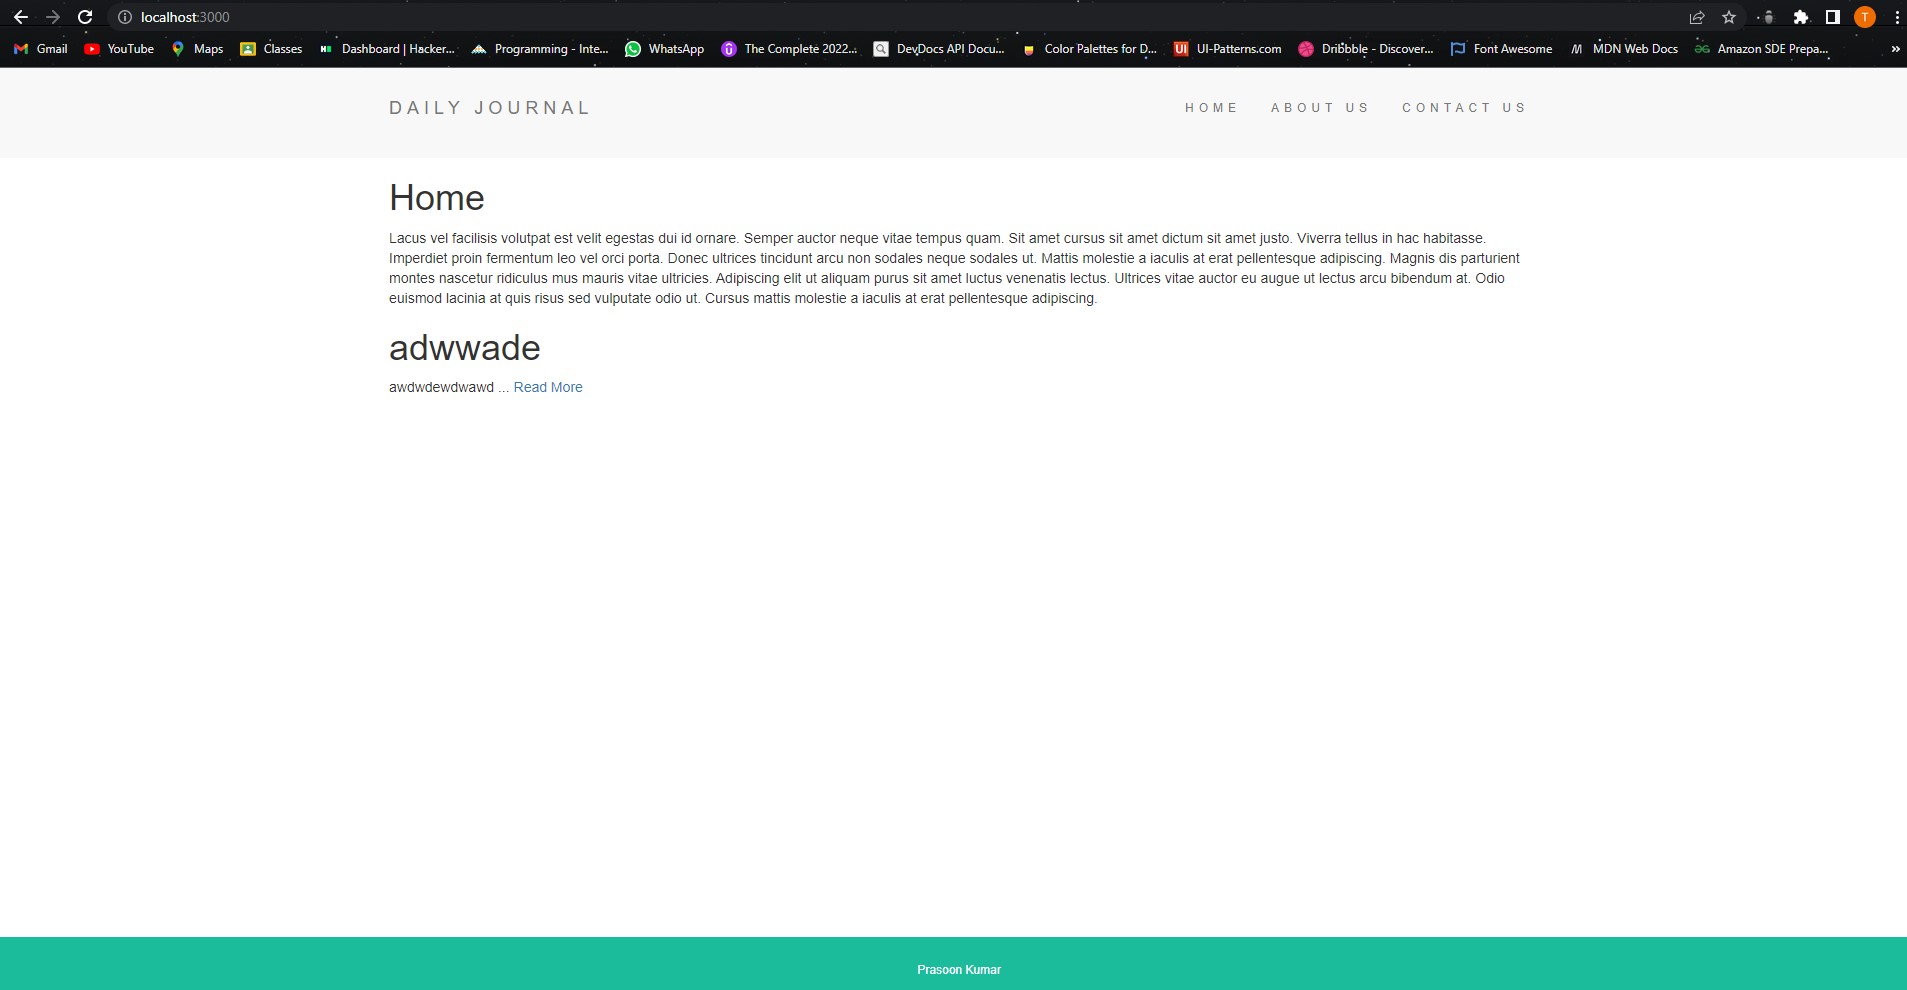 localhost:3000
Gmail YouTube Maps Classes Dashboard | Hacker... Programming - Inte... WhatsApp The Complete 2022... DevDocs API Docu... Color Palettes for D... UI-Patterns.com Dribbble - Discover... Font Awesome MDN Web Docs Amazon SDE Prepa... »
DAILY JOURNAL HOME ABOUT US CONTACT US
Home
Lacus vel facilisis volutpat est velit egestas dui id ornare. Semper auctor neque vitae tempus quam. Sit amet cursus sit amet dictum sit amet justo. Viverra tellus in hac habitasse.
Imperdiet proin fermentum leo vel orci porta. Donec ultrices tincidunt arcu non sodales neque sodales ut. Mattis molestie a iaculis at erat pellentesque adipiscing. Magnis dis parturient
montes nascetur ridiculus mus mauris vitae ultricies. Adipiscing elit ut aliquam purus sit amet luctus venenatis lectus. Ultrices vitae auctor eu augue ut lectus arcu bibendum at. Odio
euismod lacinia at quis risus sed vulputate odio ut. Cursus mattis molestie a iaculis at erat pellentesque adipiscing.
adwwade
awdwdewdwawd ... Read More
Prasoon Kumar